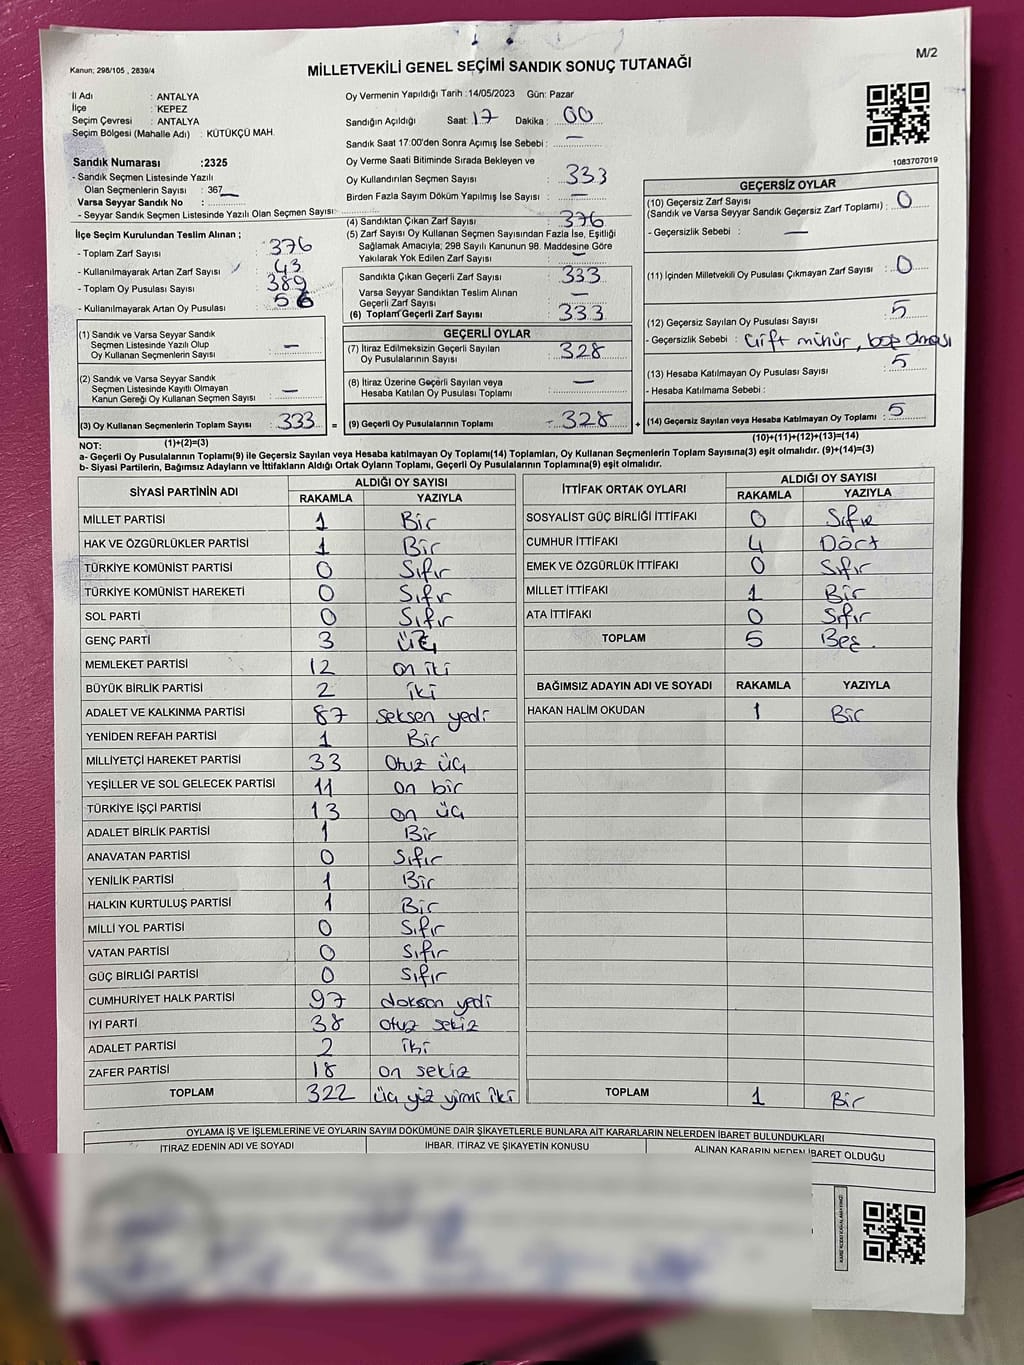 M/2
Kanun; 298/105 , 2839/4
MİLLETVEKİLİ GENEL SEÇİMİ SANDIK SONUÇ TUTANAĞI
İl Adı : ANTALYA
İlçe : KEPEZ
Seçim Çevresi : ANTALYA
Seçim Bölgesi (Mahalle Adı) : KÜTÜKÇÜ MAH.
Sandık Numarası :2325
- Sandık Seçmen Listesinde Yazılı
Olan Seçmenlerin Sayısı : 367
Varsa Seyyar Sandık No :
- Seyyar Sandık Seçmen Listesinde Yazılı Olan Seçmen Sayısı:
İlçe Seçim Kurulundan Teslim Alınan ;
- Toplam Zarf Sayısı : 376
- Kullanılmayarak Artan Zarf Sayısı : 43
- Toplam Oy Pusulası Sayısı : 389
- Kullanılmayarak Artan Oy Pusulası : 56
(1) Sandık ve Varsa Seyyar Sandık
Seçmen Listesinde Yazılı Olup
Oy Kullanan Seçmenlerin Sayısı : —
(2) Sandık ve Varsa Seyyar Sandık
Seçmen Listesinde Kayıtlı Olmayan
Kanun Gereği Oy Kullanan Seçmen Sayısı : —
(3) Oy Kullanan Seçmenlerin Toplam Sayısı : 333
(1)+(2)=(3)
Oy Vermenin Yapıldığı Tarih :14/05/2023 Gün: Pazar
Sandığın Açıldığı Saat: 17 Dakika : 00
Sandık Saat 17:00'den Sonra Açımış İse Sebebi : —
Oy Verme Saati Bitiminde Sırada Bekleyen ve
Oy Kullandırılan Seçmen Sayısı : 333
Birden Fazla Sayım Döküm Yapılmış İse Sayısı : —
(4) Sandıktan Çıkan Zarf Sayısı : 376
(5) Zarf Sayısı Oy Kullanan Seçmen Sayısından Fazla İse, Eşitliği
Sağlamak Amacıyla; 298 Sayılı Kanunun 98. Maddesine Göre
Yakılarak Yok Edilen Zarf Sayısı : —
Sandıkta Çıkan Geçerli Zarf Sayısı : 333
Varsa Seyyar Sandıktan Teslim Alınan
Geçerli Zarf Sayısı : —
(6) Toplam Geçerli Zarf Sayısı : 333
GEÇERLİ OYLAR
(7) İtiraz Edilmeksizin Geçerli Sayılan
Oy Pusulalarının Sayısı : 328
(8) İtiraz Üzerine Geçerli Sayılan veya
Hesaba Katılan Oy Pusulası Toplamı : —
= (9) Geçerli Oy Pusulalarının Toplamı : 328 +
1083707019
GEÇERSİZ OYLAR
(10) Geçersiz Zarf Sayısı
(Sandık ve Varsa Seyyar Sandık Geçersiz Zarf Toplamı) : 0
- Geçersizlik Sebebi : —
(11) İçinden Milletvekili Oy Pusulası Çıkmayan Zarf Sayısı : 0
(12) Geçersiz Sayılan Oy Pusulası Sayısı : 5
- Geçersizlik Sebebi : Çift mühür, boş olması
(13) Hesaba Katılmayan Oy Pusulası Sayısı : 5
- Hesaba Katılmama Sebebi :
(14) Geçersiz Sayılan veya Hesaba Katılmayan Oy Toplamı : 5
(10)+(11)+(12)+(13)=(14)
NOT:
a- Geçerli Oy Pusulalarının Toplamı(9) ile Geçersiz Sayılan veya Hesaba katılmayan Oy Toplamı(14) Toplamları, Oy Kullanan Seçmenlerin Toplam Sayısına(3) eşit olmalıdır. (9)+(14)=(3)
b- Siyasi Partilerin, Bağımsız Adayların ve İttifakların Aldığı Ortak Oyların Toplamı, Geçerli Oy Pusulalarının Toplamına(9) eşit olmalıdır.
SİYASİ PARTİNİN ADI ALDIĞI OY SAYISI
RAKAMLA YAZIYLA
MİLLET PARTİSİ 1 Bir
HAK VE ÖZGÜRLÜKLER PARTİSİ 1 Bir
TÜRKİYE KOMÜNİST PARTİSİ 0 Sıfır
TÜRKİYE KOMÜNİST HAREKETİ 0 Sıfır
SOL PARTİ 0 Sıfır
GENÇ PARTİ 3 üç
MEMLEKET PARTİSİ 12 on iki
BÜYÜK BİRLİK PARTİSİ 2 iki
ADALET VE KALKINMA PARTİSİ 87 seksen yedi
YENİDEN REFAH PARTİSİ 1 Bir
MİLLİYETÇİ HAREKET PARTİSİ 33 Otuz üç
YEŞİLLER VE SOL GELECEK PARTİSİ 11 on bir
TÜRKİYE İŞÇİ PARTİSİ 13 on üç
ADALET BİRLİK PARTİSİ 1 Bir
ANAVATAN PARTİSİ 0 Sıfır
YENİLİK PARTİSİ 1 Bir
HALKIN KURTULUŞ PARTİSİ 1 Bir
MİLLİ YOL PARTİSİ 0 Sıfır
VATAN PARTİSİ 0 Sıfır
GÜÇ BİRLİĞİ PARTİSİ 0 Sıfır
CUMHURİYET HALK PARTİSİ 97 doksan yedi
İYİ PARTİ 38 Otuz sekiz
ADALET PARTİSİ 2 iki
ZAFER PARTİSİ 18 on sekiz
TOPLAM 322 üç yüz yirmi iki
İTTİFAK ORTAK OYLARI ALDIĞI OY SAYISI
RAKAMLA YAZIYLA
SOSYALİST GÜÇ BİRLİĞİ İTTİFAKI 0 Sıfır
CUMHUR İTTİFAKI 4 Dört
EMEK VE ÖZGÜRLÜK İTTİFAKI 0 Sıfır
MİLLET İTTİFAKI 1 Bir
ATA İTTİFAKI 0 Sıfır
TOPLAM 5 Beş.
BAĞIMSIZ ADAYIN ADI VE SOYADI RAKAMLA YAZIYLA
HAKAN HALİM OKUDAN 1 Bir
TOPLAM 1 Bir
OYLAMA İŞ VE İŞLEMLERİNE VE OYLARIN SAYIM DÖKÜMÜNE DAİR ŞİKAYETLERLE BUNLARA AİT KARARLARIN NELERDEN İBARET BULUNDUKLARI
İTİRAZ EDENİN ADI VE SOYADI İHBAR, İTİRAZ VE ŞİKAYETİN KONUSU ALINAN KARARIN NEDEN İBARET OLDUĞU